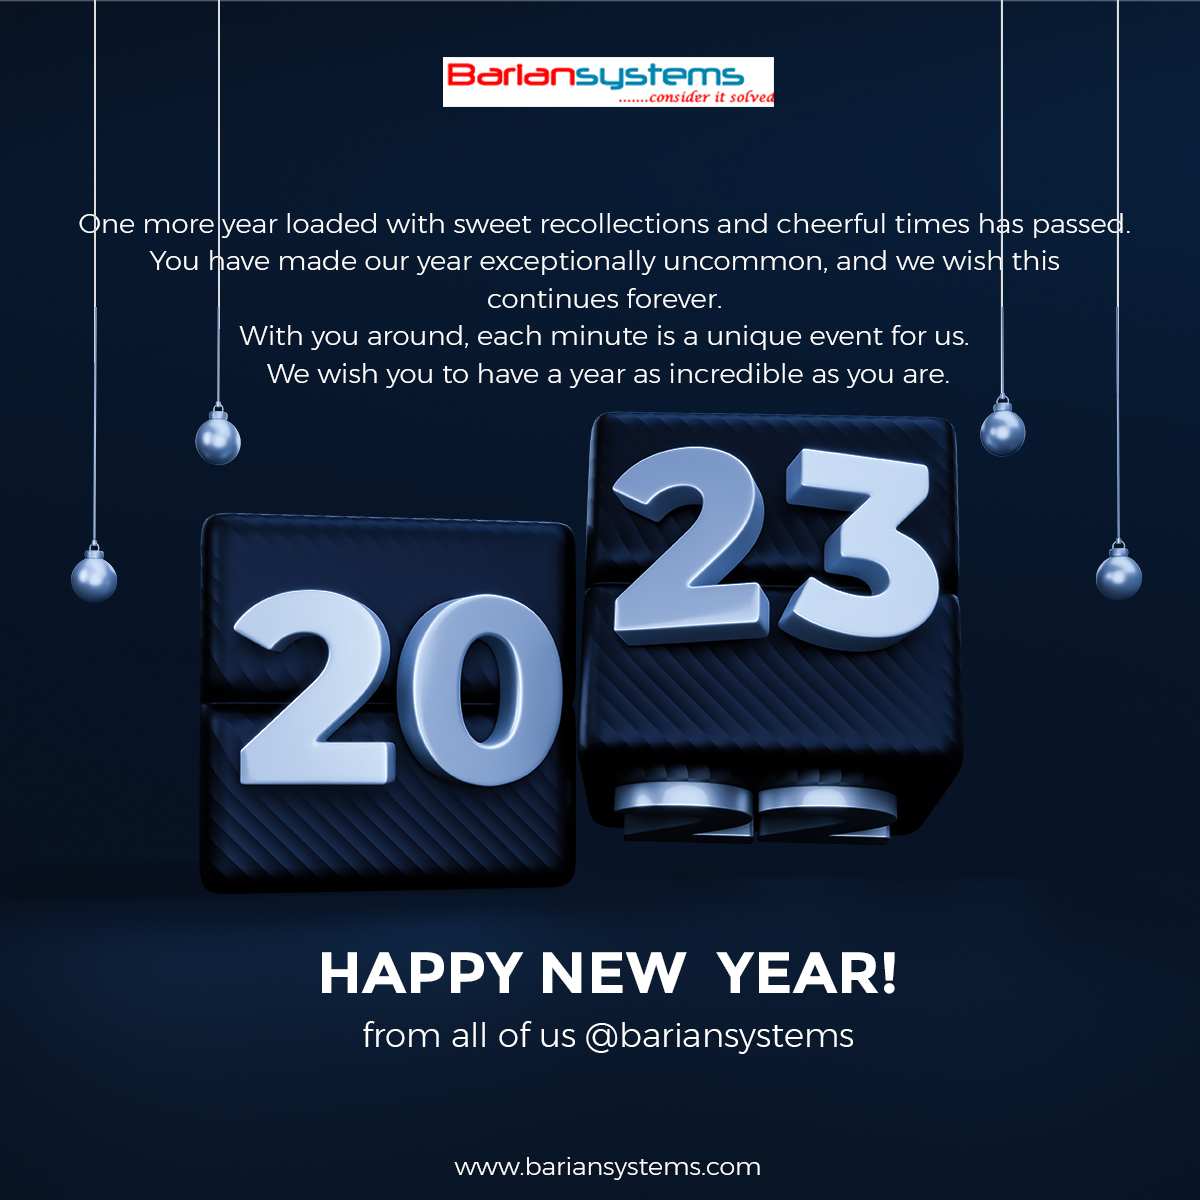 Bariansystems
.......consider it solved
One more year loaded with sweet recollections and cheerful times has passed.
You have made our year exceptionally uncommon, and we wish this
continues forever.
With you around, each minute is a unique event for us.
We wish you to have a year as incredible as you are.
23
20
22
HAPPY NEW YEAR!
from all of us @bariansystems
www.bariansystems.com